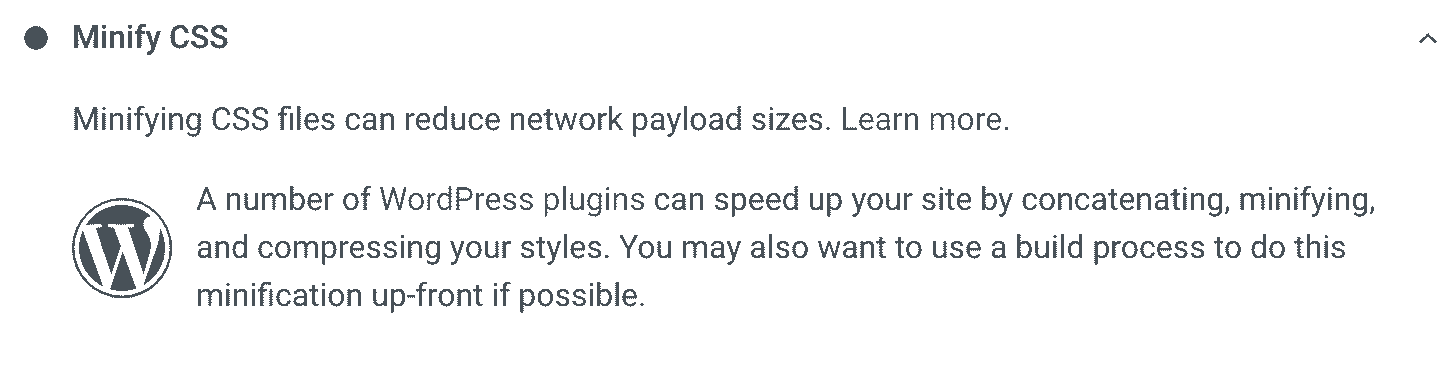 Minify CSS
Minifying CSS files can reduce network payload sizes. Learn more.
A number of WordPress plugins can speed up your site by concatenating, minifying,
and compressing your styles. You may also want to use a build process to do this
minification up-front if possible.